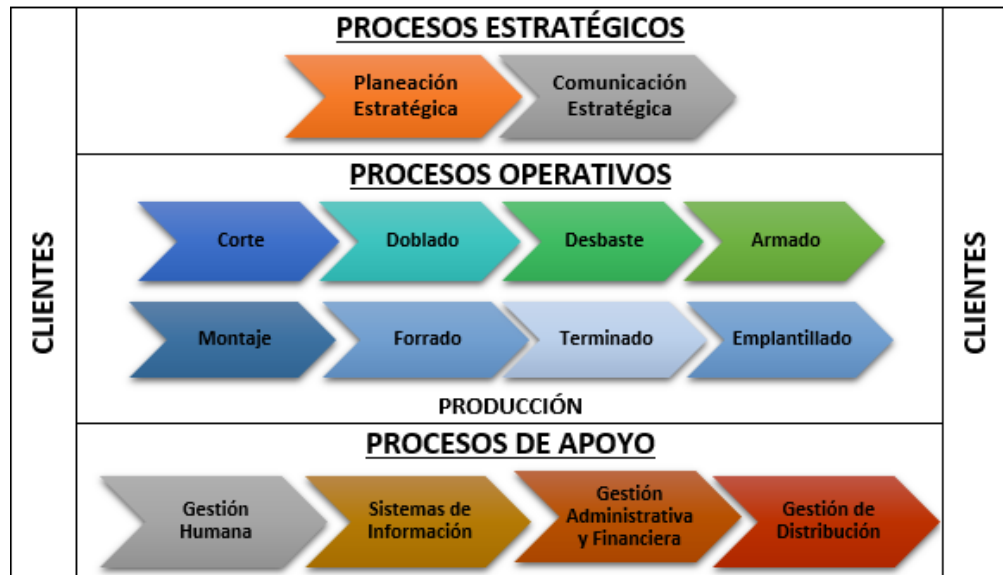 PROCESOS ESTRATÉGICOS
Planeación
Estratégica
Comunicación
Estratégica
CLIENTES
PROCESOS OPERATIVOS
Corte
Doblado
Desbaste
Armado
Montaje
Forrado
Terminado
Emplantillado
PRODUCCIÓN
CLIENTES
PROCESOS DE APOYO
Gestión
Humana
Sistemas de
Información
Gestión
Administrativa
y Financiera
Gestión de
Distribución